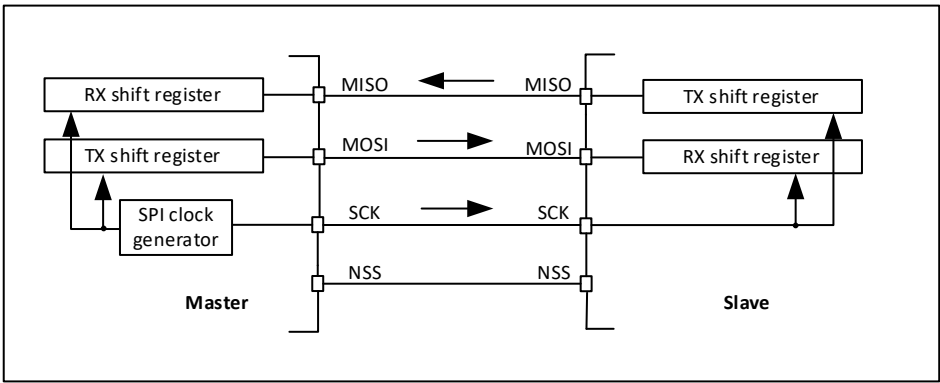 RX shift register
MISO
MISO
TX shift register
TX shift register
MOSI
MOSI
RX shift register
SPI clock
generator
SCK
SCK
NSS
NSS
Master
Slave